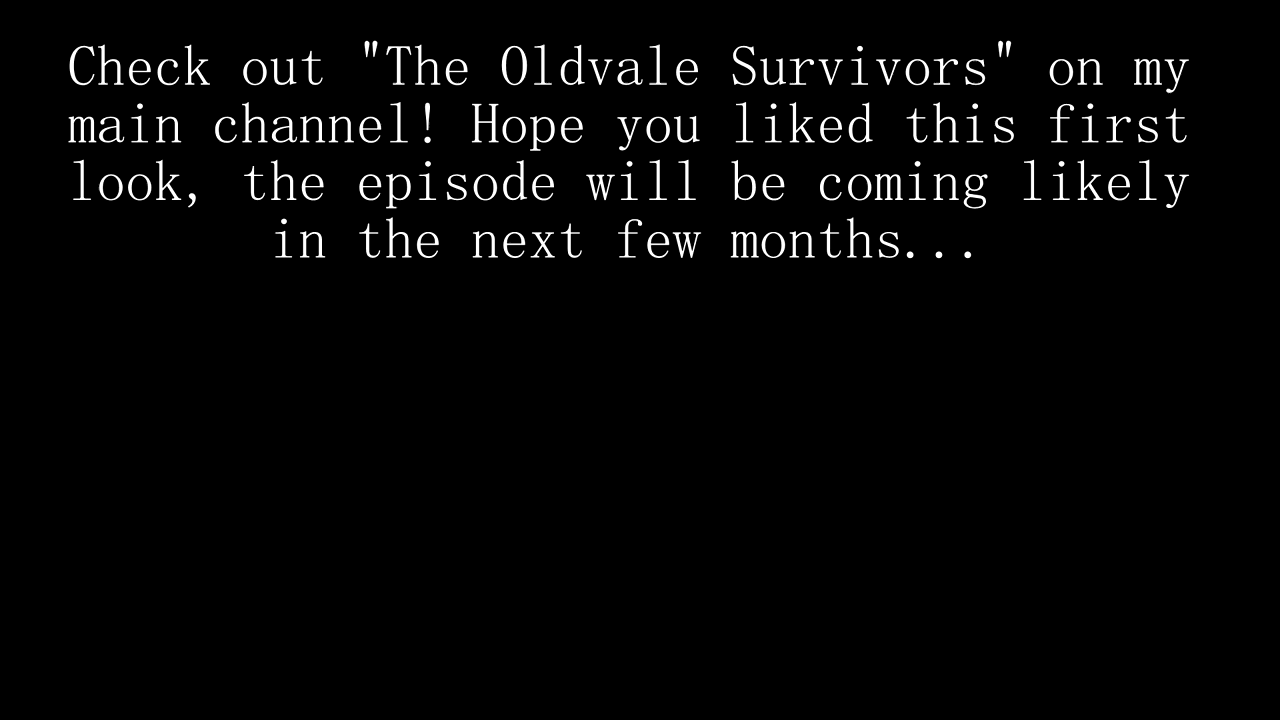 Check out "The Oldvale Survivors" on my
main channel! Hope you liked this first
look, the episode will be coming likely
in the next few months...